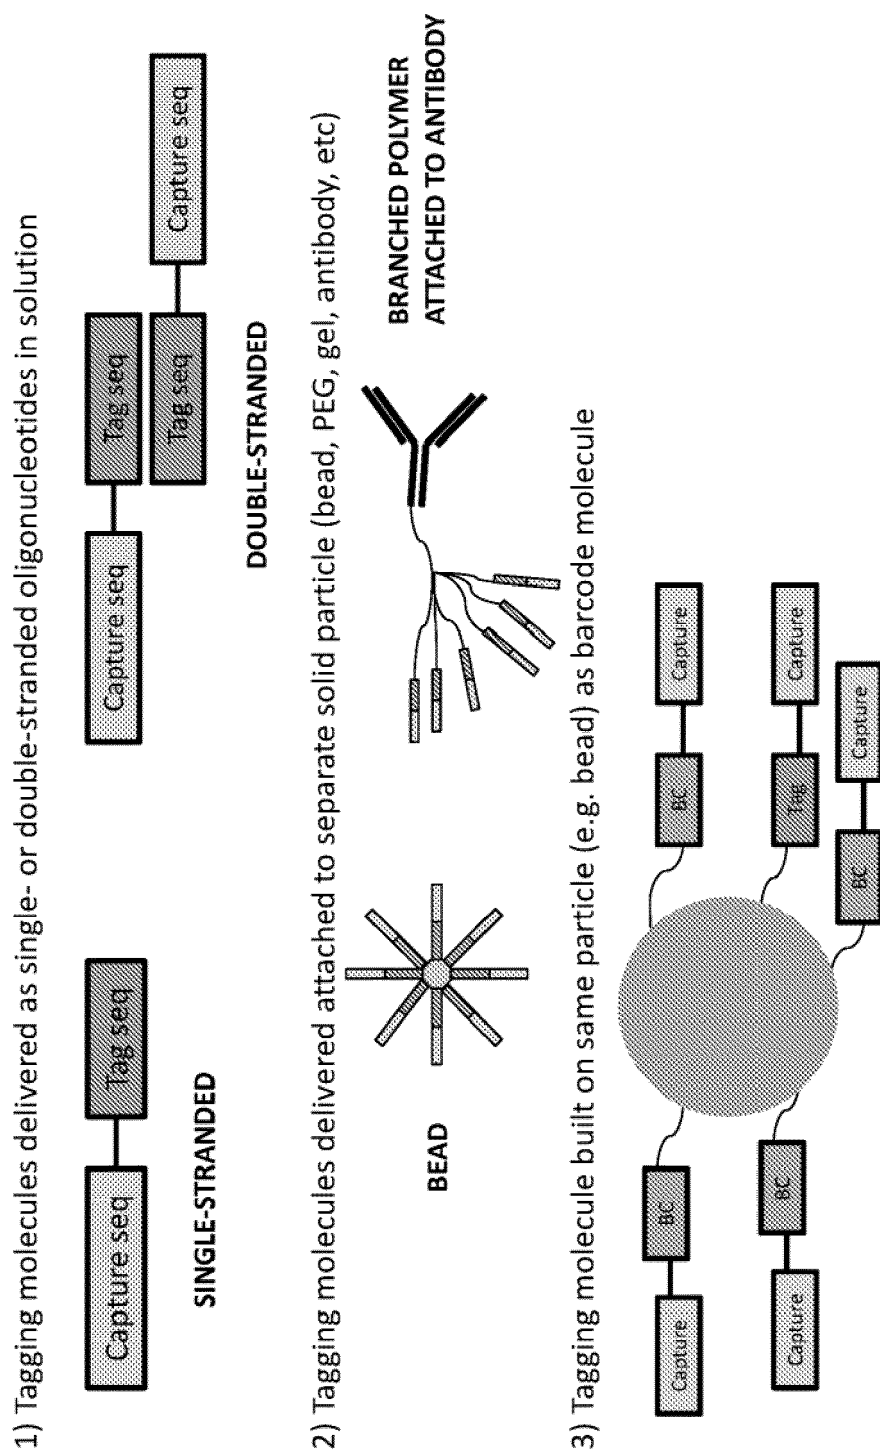 1) Tagging molecules delivered as single- or double-stranded oligonucleotides in solution
Capture seq
Tag seq
SINGLE-STRANDED
Capture seq
Tag seq
Tag seq
Capture seq
DOUBLE-STRANDED
2) Tagging molecules delivered attached to separate solid particle (bead, PEG, gel, antibody, etc)
BEAD
BRANCHED POLYMER
ATTACHED TO ANTIBODY
3) Tagging molecule built on same particle (e.g. bead) as barcode molecule
Capture
BC
BC
Capture
Capture
BC
Tag
Capture
BC
Capture